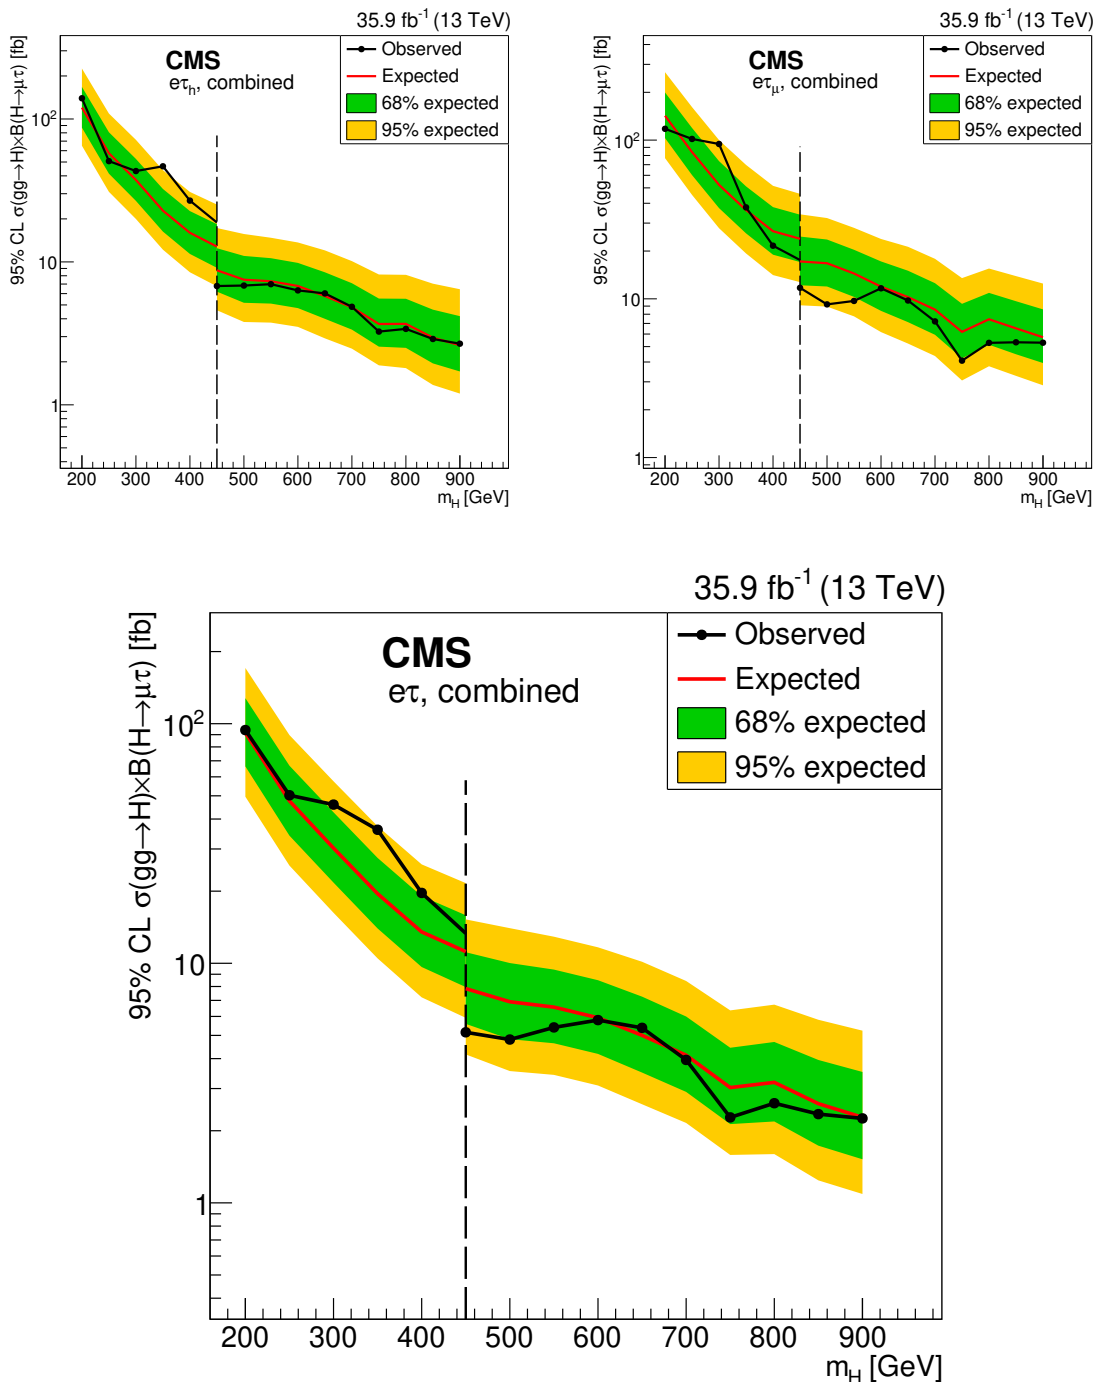 35.9 fb⁻¹ (13 TeV)
95% CL σ(gg→H)×B(H→μτ) [fb]
CMS
eτₕ, combined
Observed
Expected
68% expected
95% expected
10²
10
1
200 300 400 500 600 700 800 900
m_H [GeV]
35.9 fb⁻¹ (13 TeV)
95% CL σ(gg→H)×B(H→μτ) [fb]
CMS
eτ_μ, combined
Observed
Expected
68% expected
95% expected
10²
10
1
200 300 400 500 600 700 800 900
m_H [GeV]
35.9 fb⁻¹ (13 TeV)
95% CL σ(gg→H)×B(H→μτ) [fb]
CMS
eτ, combined
Observed
Expected
68% expected
95% expected
10²
10
1
200 300 400 500 600 700 800 900
m_H [GeV]